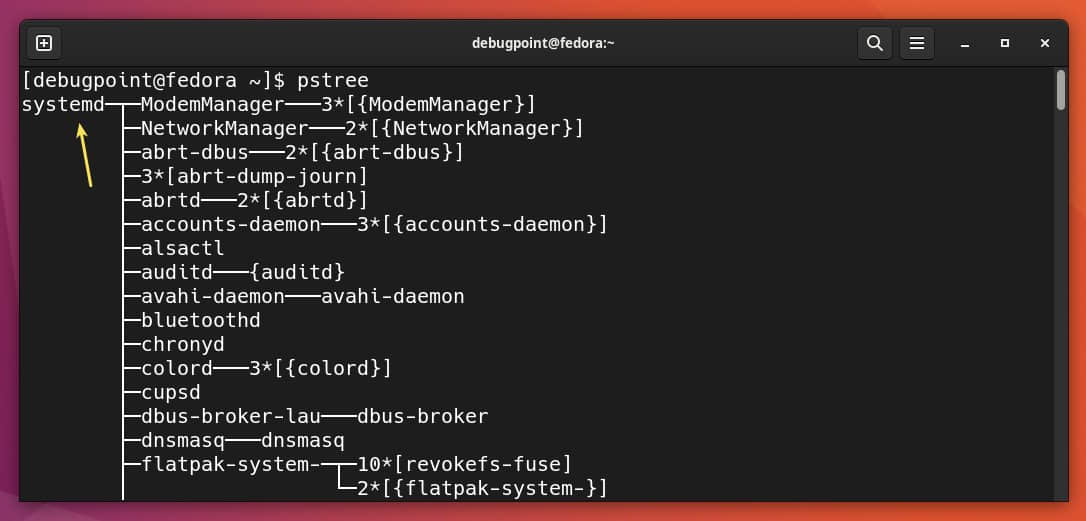 debugpoint@fedora:~
[debugpoint@fedora ~]$ pstree
systemd─┬─ModemManager───3*[{ModemManager}]
        ├─NetworkManager───2*[{NetworkManager}]
        ├─abrt-dbus───2*[{abrt-dbus}]
        ├─3*[abrt-dump-journ]
        ├─abrtd───2*[{abrtd}]
        ├─accounts-daemon───3*[{accounts-daemon}]
        ├─alsactl
        ├─auditd───{auditd}
        ├─avahi-daemon───avahi-daemon
        ├─bluetoothd
        ├─chronyd
        ├─colord───3*[{colord}]
        ├─cupsd
        ├─dbus-broker-lau───dbus-broker
        ├─dnsmasq───dnsmasq
        ├─flatpak-system-─┬─10*[revokefs-fuse]
        │                 └─2*[{flatpak-system-}]